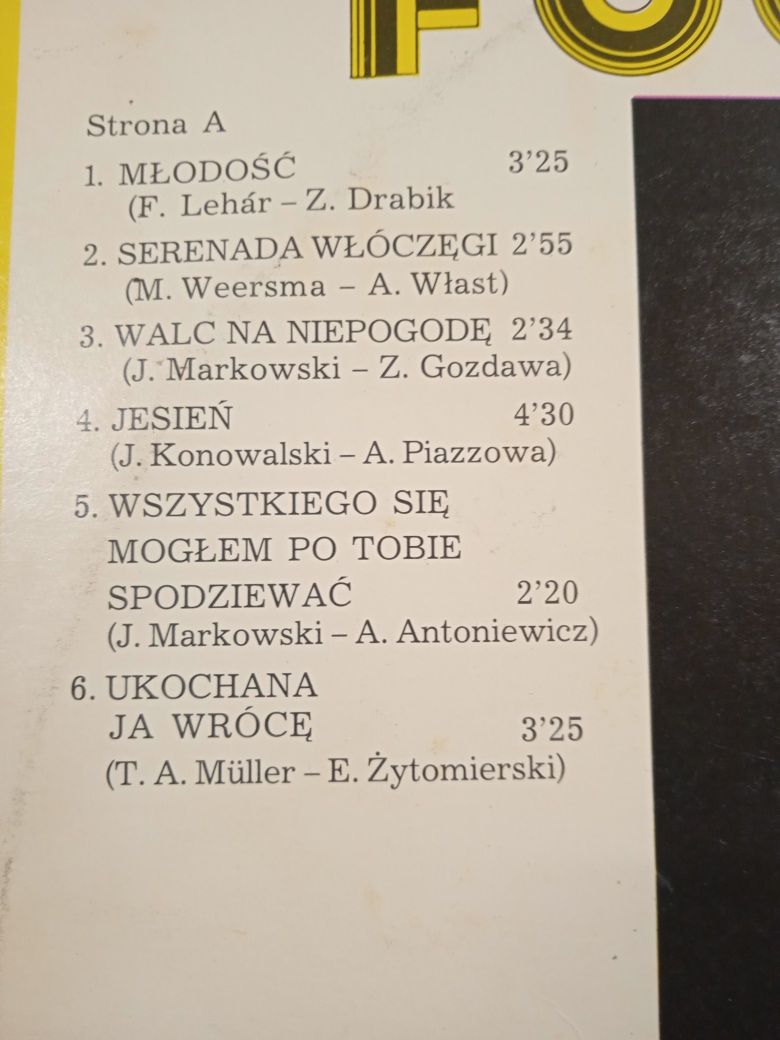 FO
Strona A
1. MŁODOŚĆ 3'25
(F. Lehár – Z. Drabik
2. SERENADA WŁÓCZĘGI 2'55
(M. Weersma – A. Włast)
3. WALC NA NIEPOGODĘ 2'34
(J. Markowski – Z. Gozdawa)
4. JESIEŃ 4'30
(J. Konowalski – A. Piazzowa)
5. WSZYSTKIEGO SIĘ
MOGŁEM PO TOBIE
SPODZIEWAĆ 2'20
(J. Markowski – A. Antoniewicz)
6. UKOCHANA
JA WRÓCĘ 3'25
(T. A. Müller – E. Żytomierski)